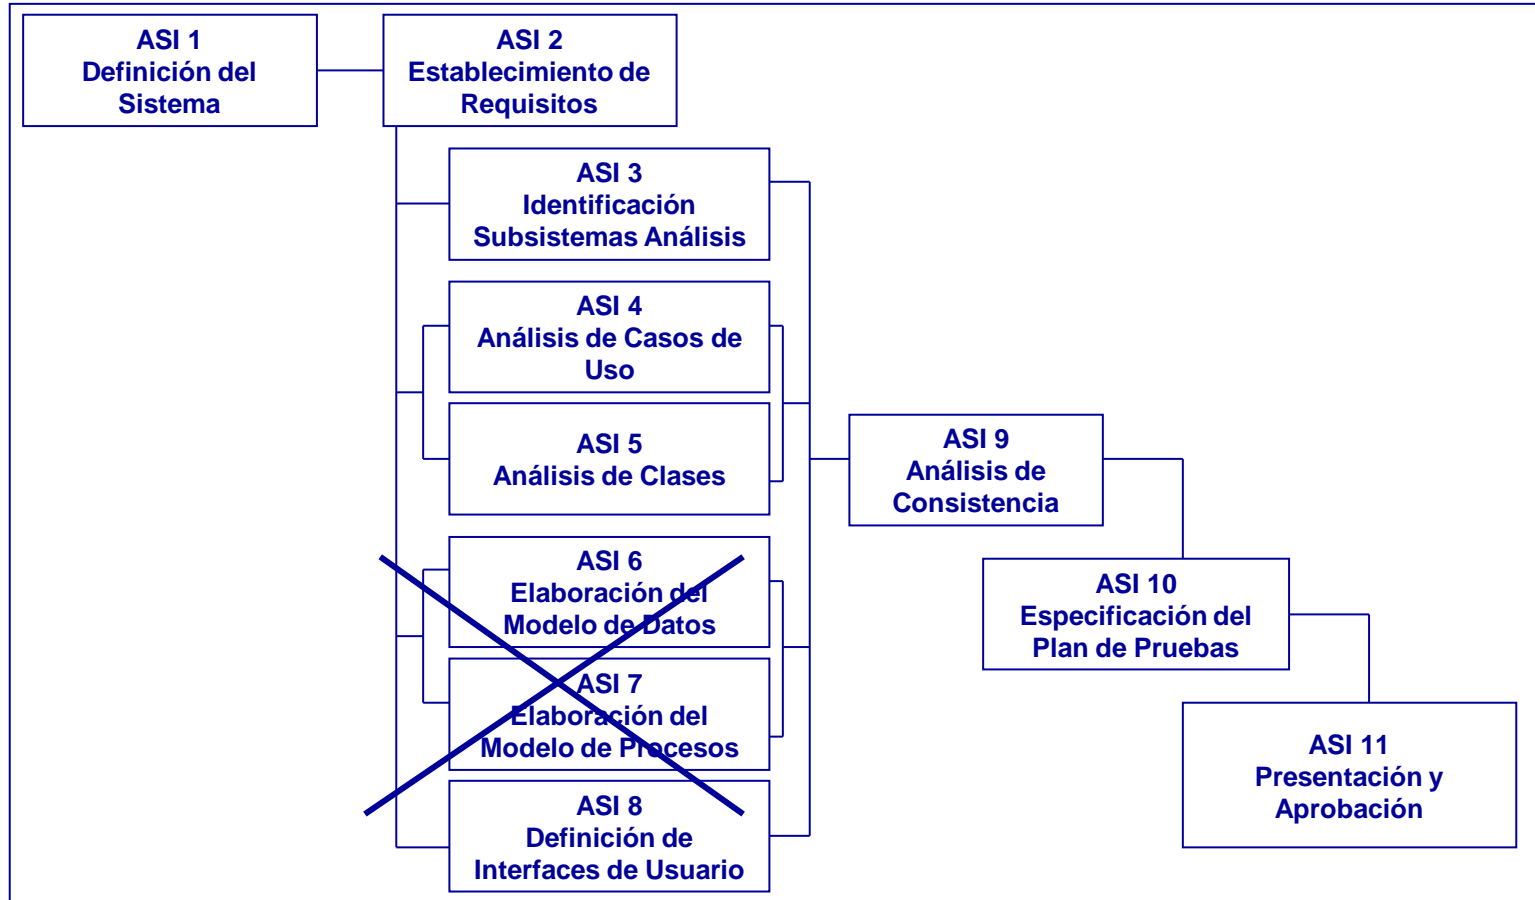 ASI 1
Definición del
Sistema
ASI 2
Establecimiento de
Requisitos
ASI 3
Identificación
Subsistemas Análisis
ASI 4
Análisis de Casos de
Uso
ASI 5
Análisis de Clases
ASI 6
Elaboración del
Modelo de Datos
ASI 7
Elaboración del
Modelo de Procesos
ASI 8
Definición de
Interfaces de Usuario
ASI 9
Análisis de
Consistencia
ASI 10
Especificación del
Plan de Pruebas
ASI 11
Presentación y
Aprobación